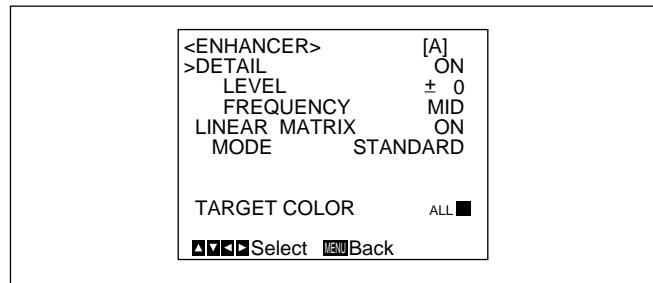 <ENHANCER> [A]
>DETAIL ON
LEVEL ± 0
FREQUENCY MID
LINEAR MATRIX ON
MODE STANDARD
TARGET COLOR ALL
▲▼◀▶Select MENU Back